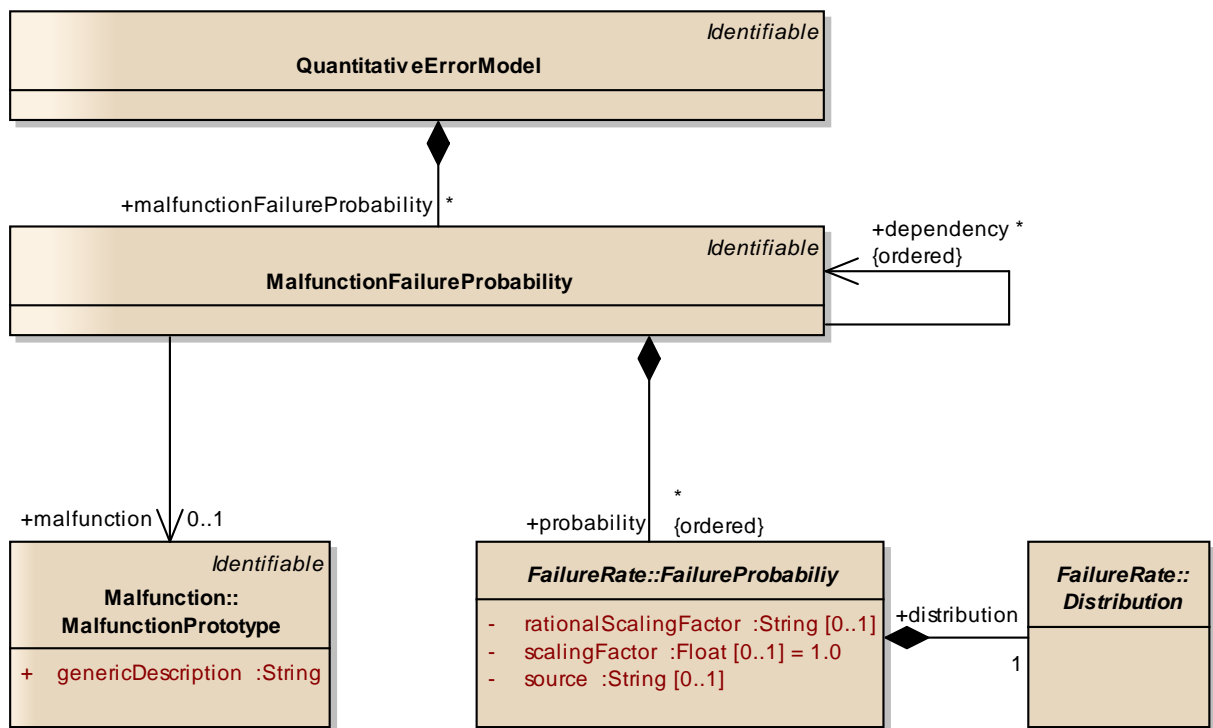 Identifiable
QuantitativeErrorModel
+malfunctionFailureProbability *
+dependency *
{ordered}
Identifiable
MalfunctionFailureProbability
+malfunction 0..1
*
+probability {ordered}
Identifiable
Malfunction::
MalfunctionPrototype
+ genericDescription :String
FailureRate::FailureProbabiliy
- rationalScalingFactor :String [0..1]
- scalingFactor :Float [0..1] = 1.0
- source :String [0..1]
+distribution
1
FailureRate::
Distribution